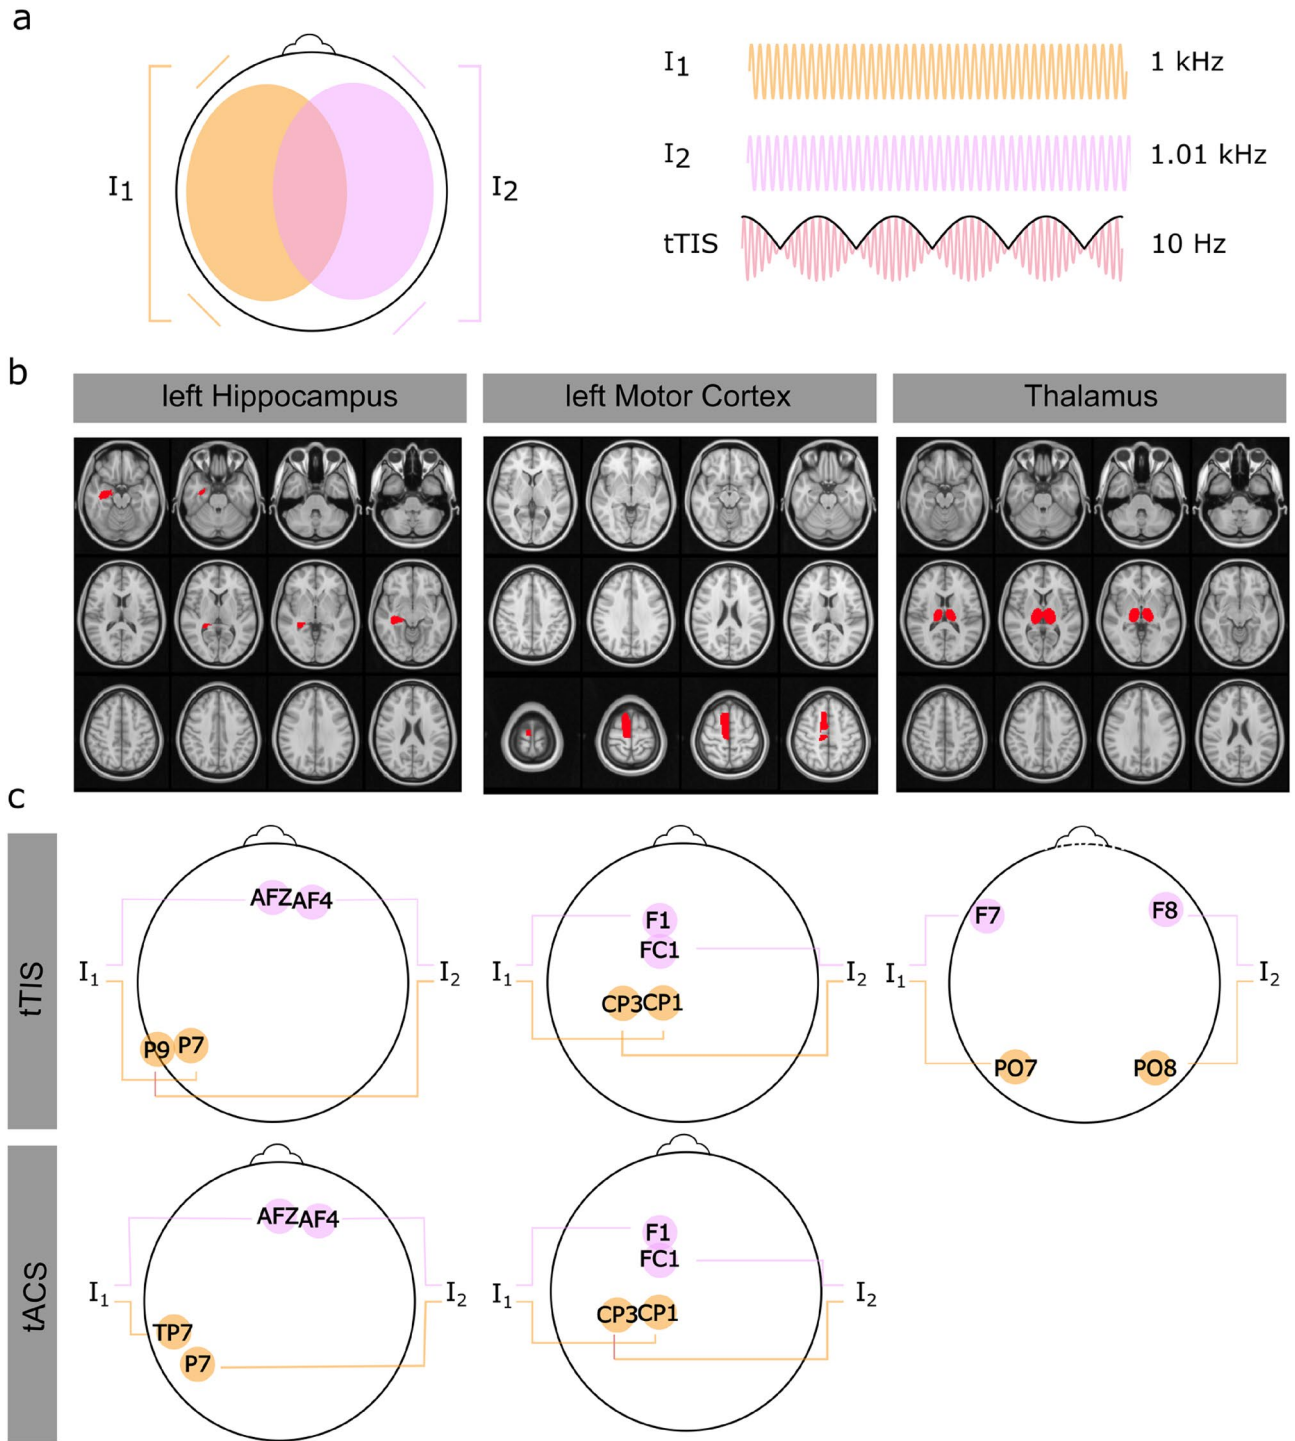 a
I1
I2
I1 1 kHz
I2 1.01 kHz
tTIS 10 Hz
b
left Hippocampus
left Motor Cortex
Thalamus
c
tTIS
AFZ AF4
I1 I2
P9 P7
F1
FC1
I1 I2
CP3 CP1
F7 F8
I1 I2
PO7 PO8
tACS
AFZ AF4
I1 I2
TP7
P7
F1
FC1
I1 I2
CP3 CP1